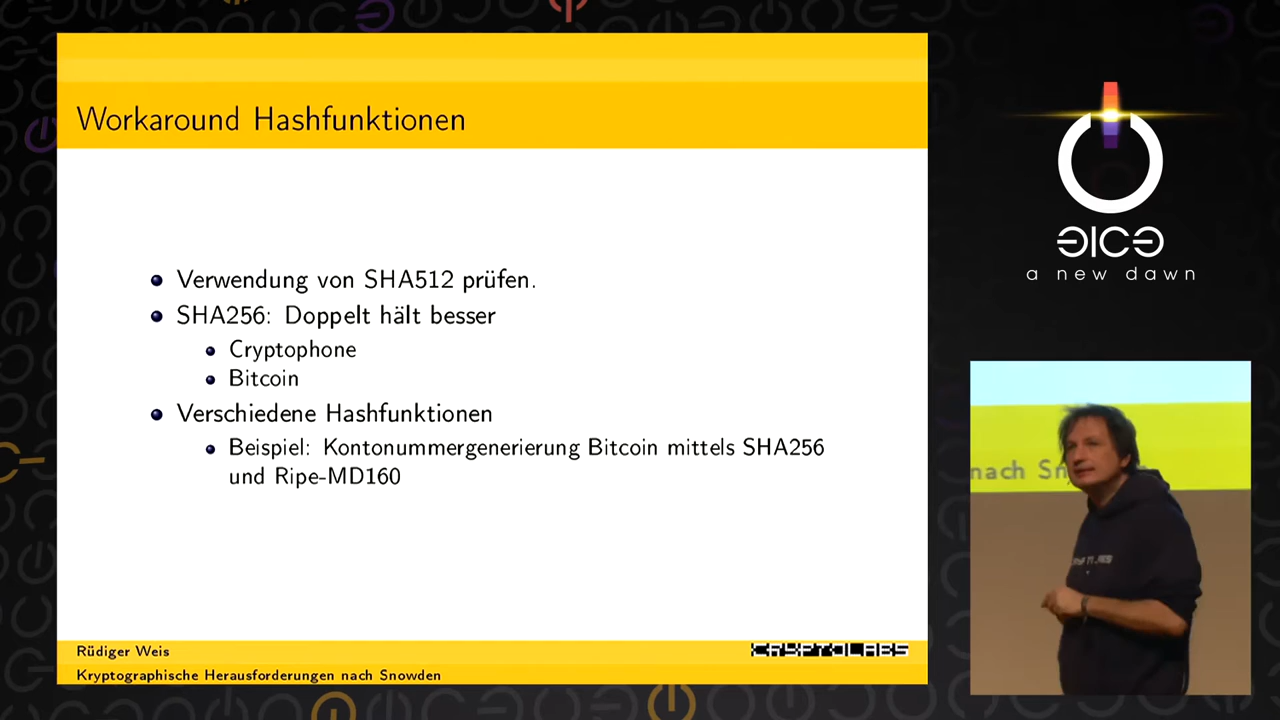 Workaround Hashfunktionen
Verwendung von SHA512 prüfen.
SHA256: Doppelt hält besser
Cryptophone
Bitcoin
Verschiedene Hashfunktionen
Beispiel: Kontonummergenerierung Bitcoin mittels SHA256
und Ripe-MD160
Rüdiger Weis
CRYPTOLABS
Kryptographische Herausforderungen nach Snowden
a new dawn
nach